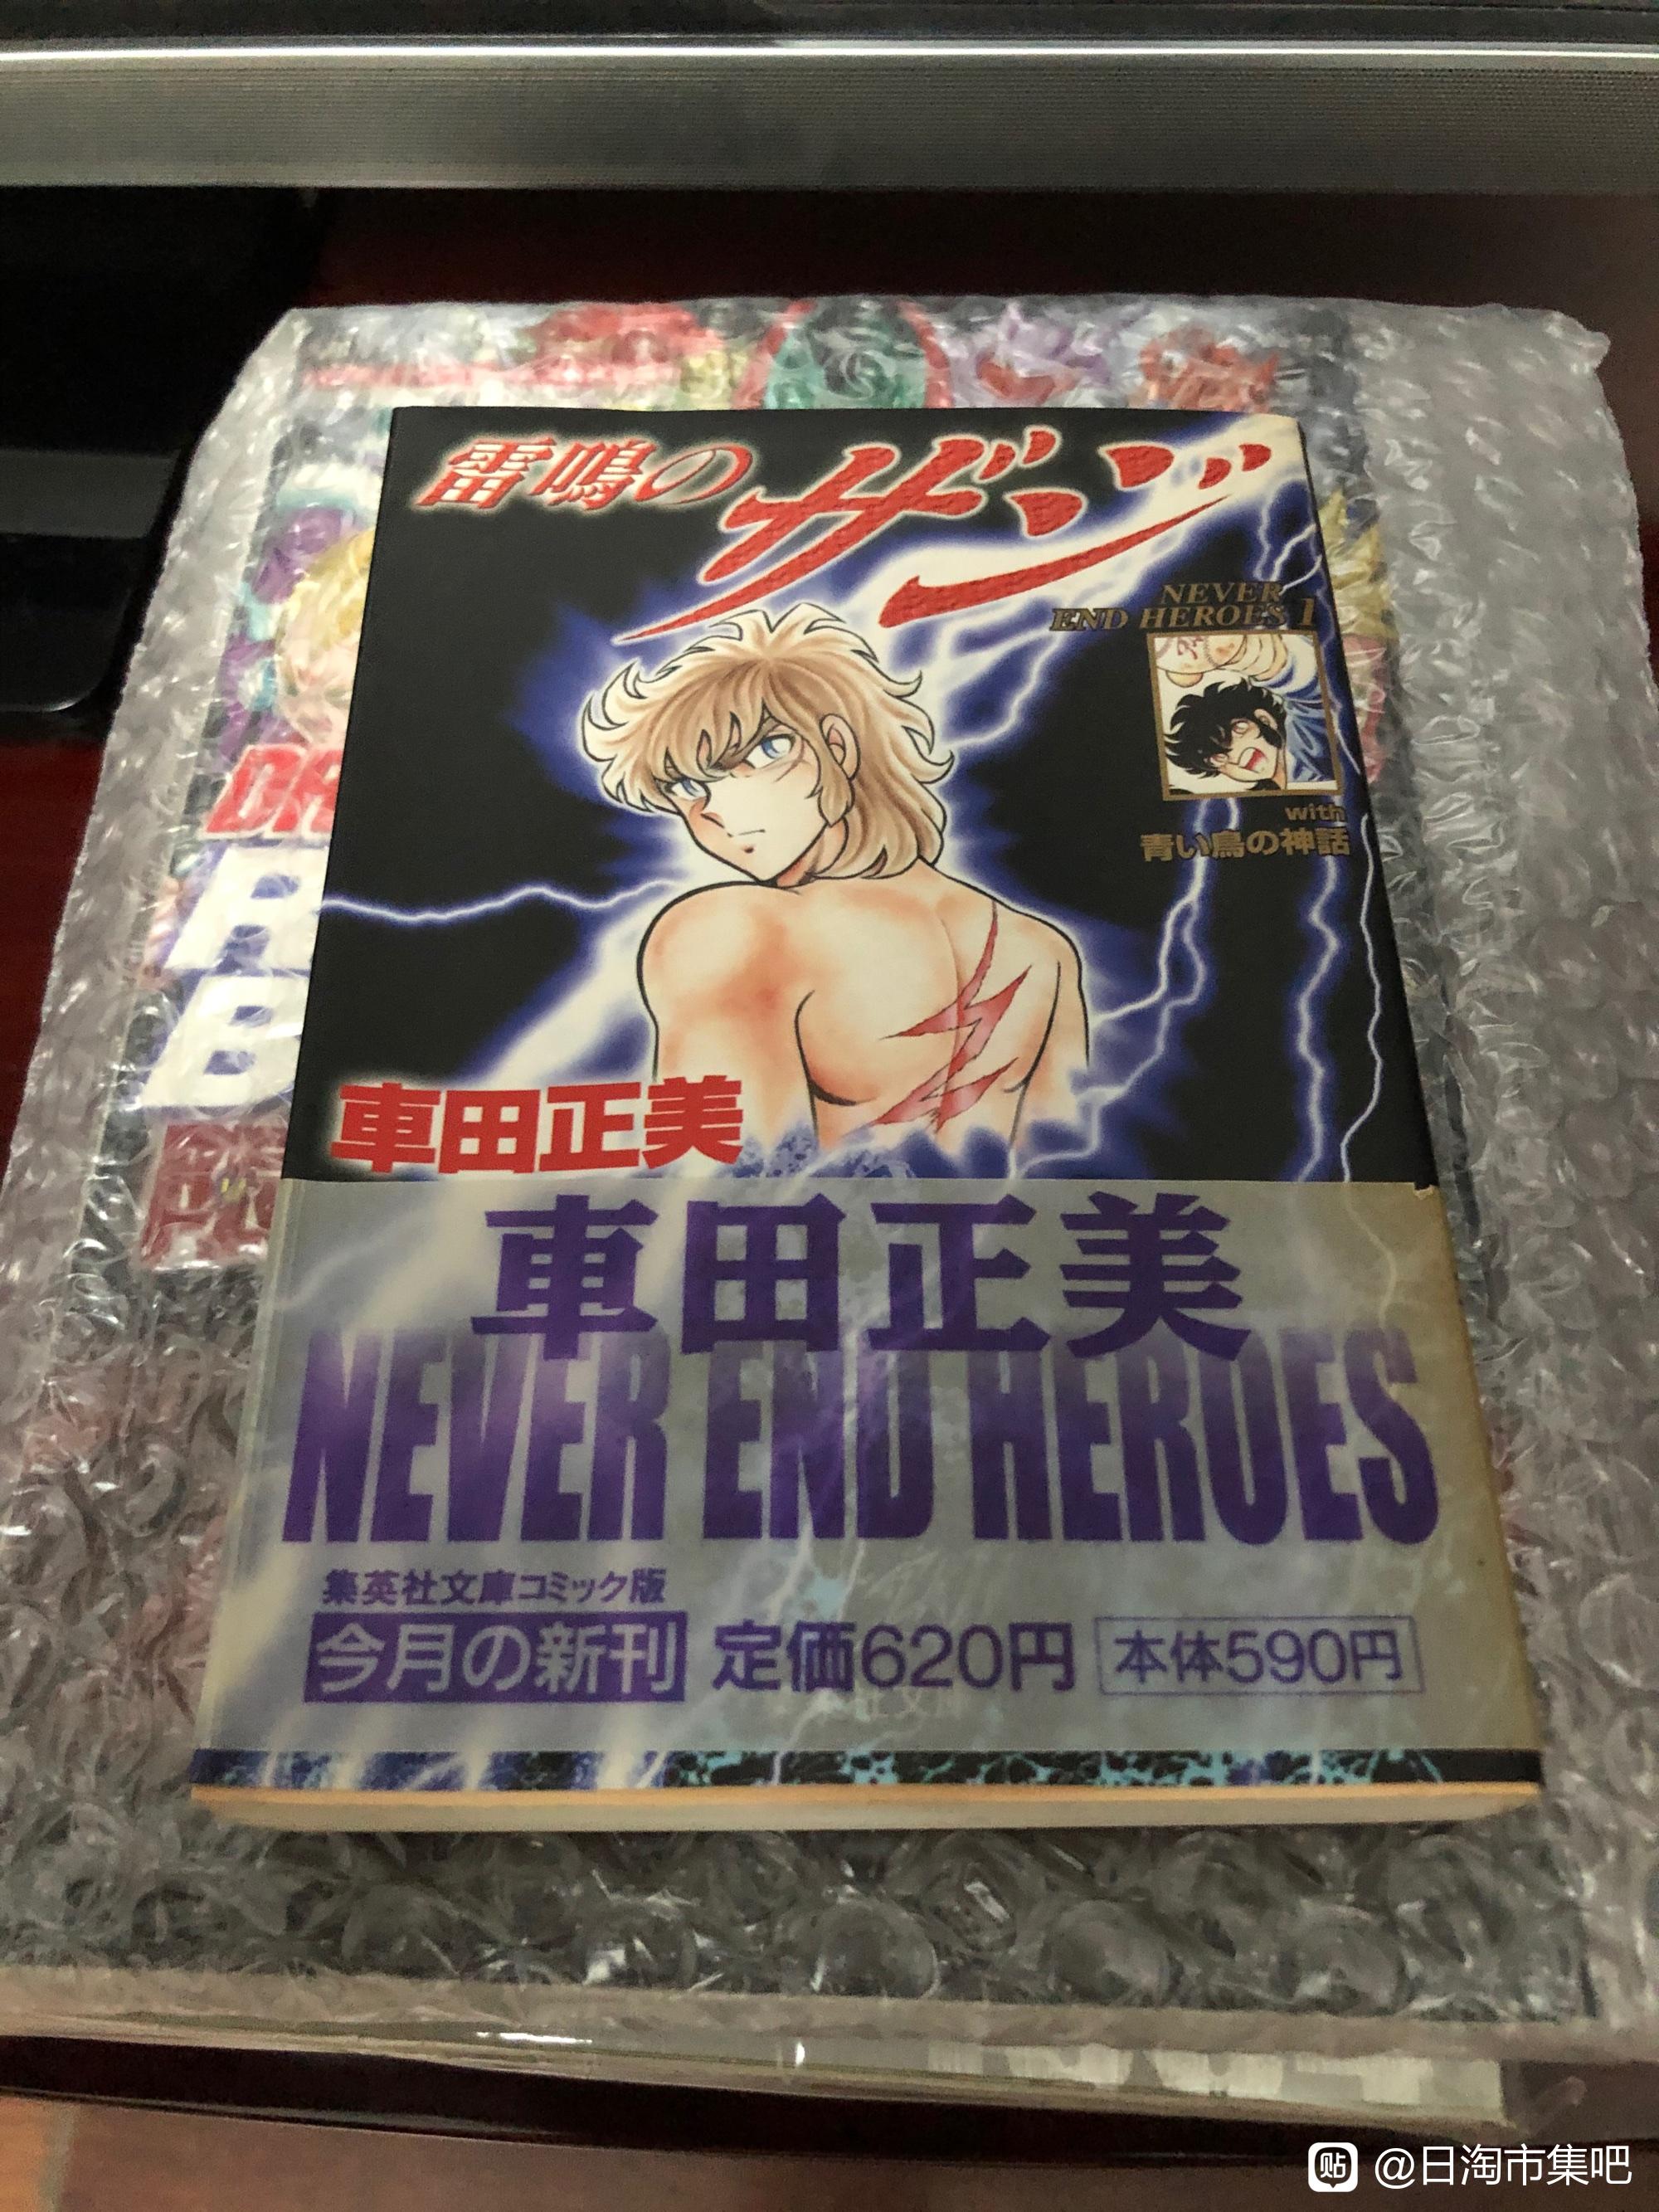 雷鳴のザジ
NEVER
END HEROES 1
with
青い鳥の神話
車田正美
車田正美
NEVER END HEROES
集英社文庫コミック版
今月の新刊 定価620円 本体590円
DR
B
@日淘市集吧